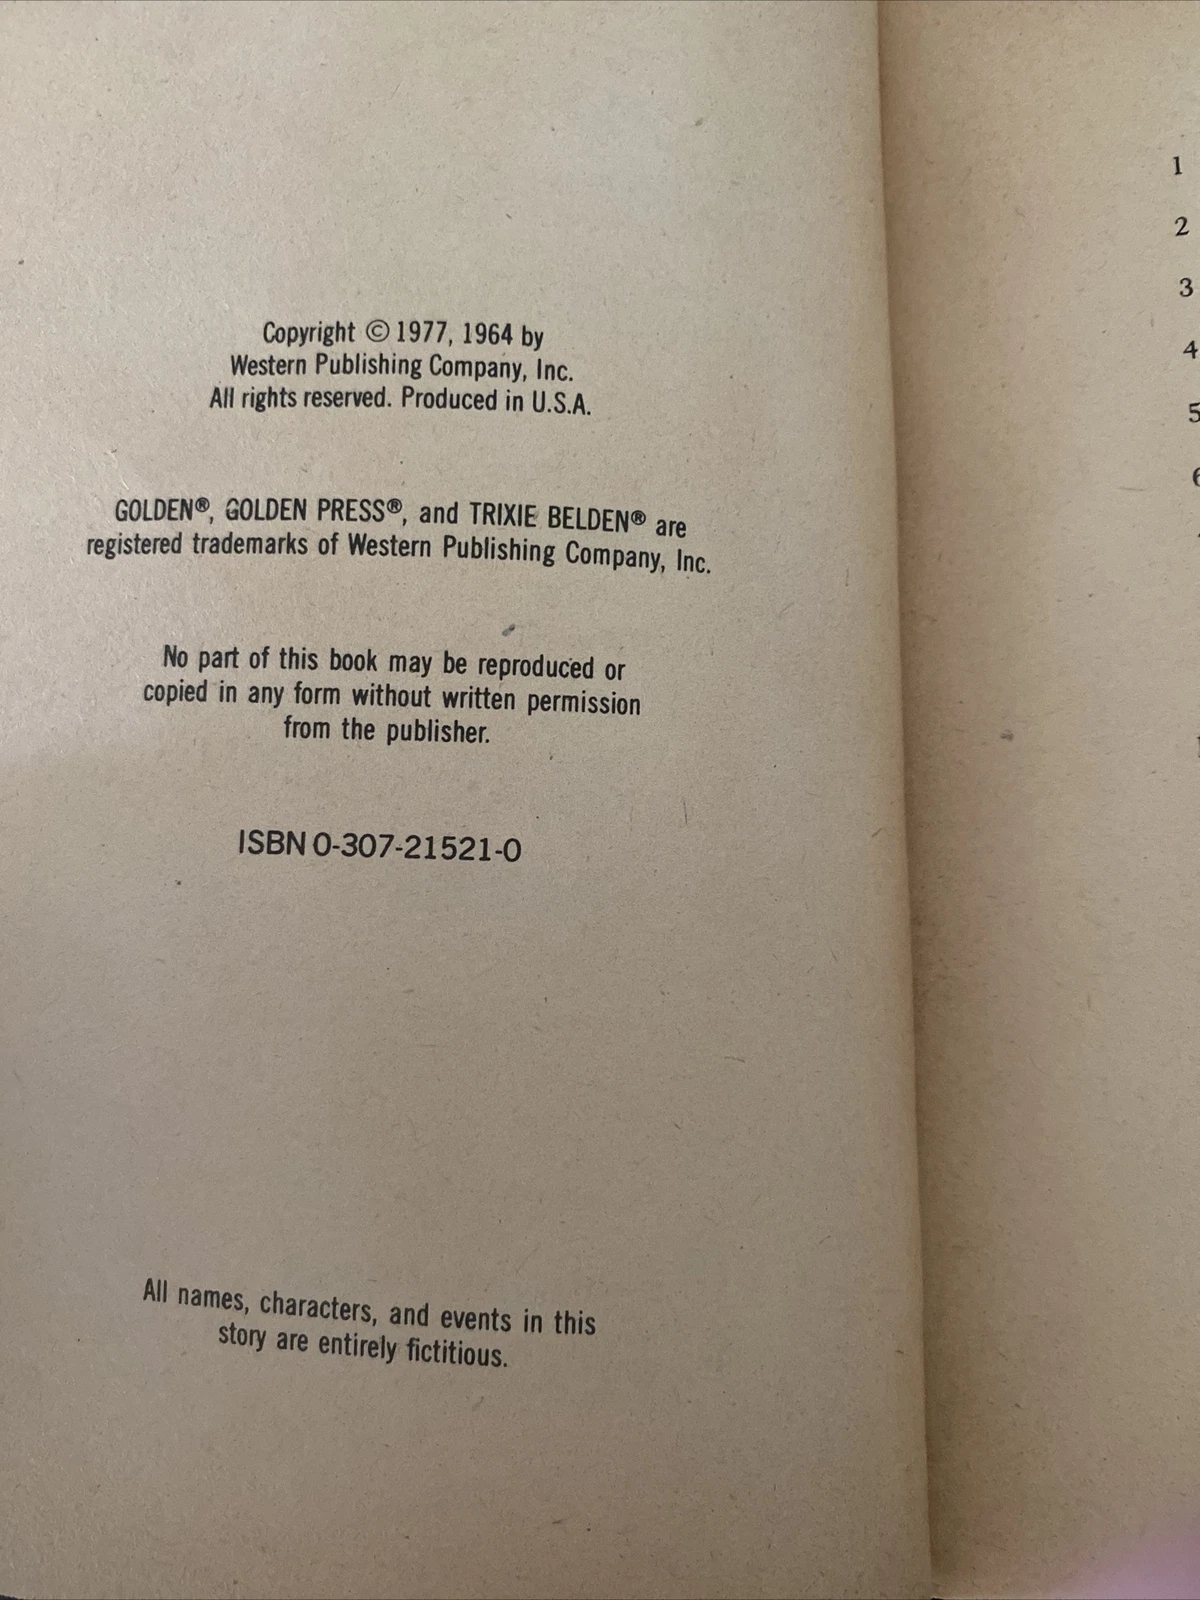 Copyright © 1977, 1964 by
Western Publishing Company, Inc.
All rights reserved. Produced in U.S.A.
GOLDEN®, GOLDEN PRESS®, and TRIXIE BELDEN® are
registered trademarks of Western Publishing Company, Inc.
No part of this book may be reproduced or
copied in any form without written permission
from the publisher.
ISBN 0-307-21521-0
All names, characters, and events in this
story are entirely fictitious.
1
2
3
4
5
6